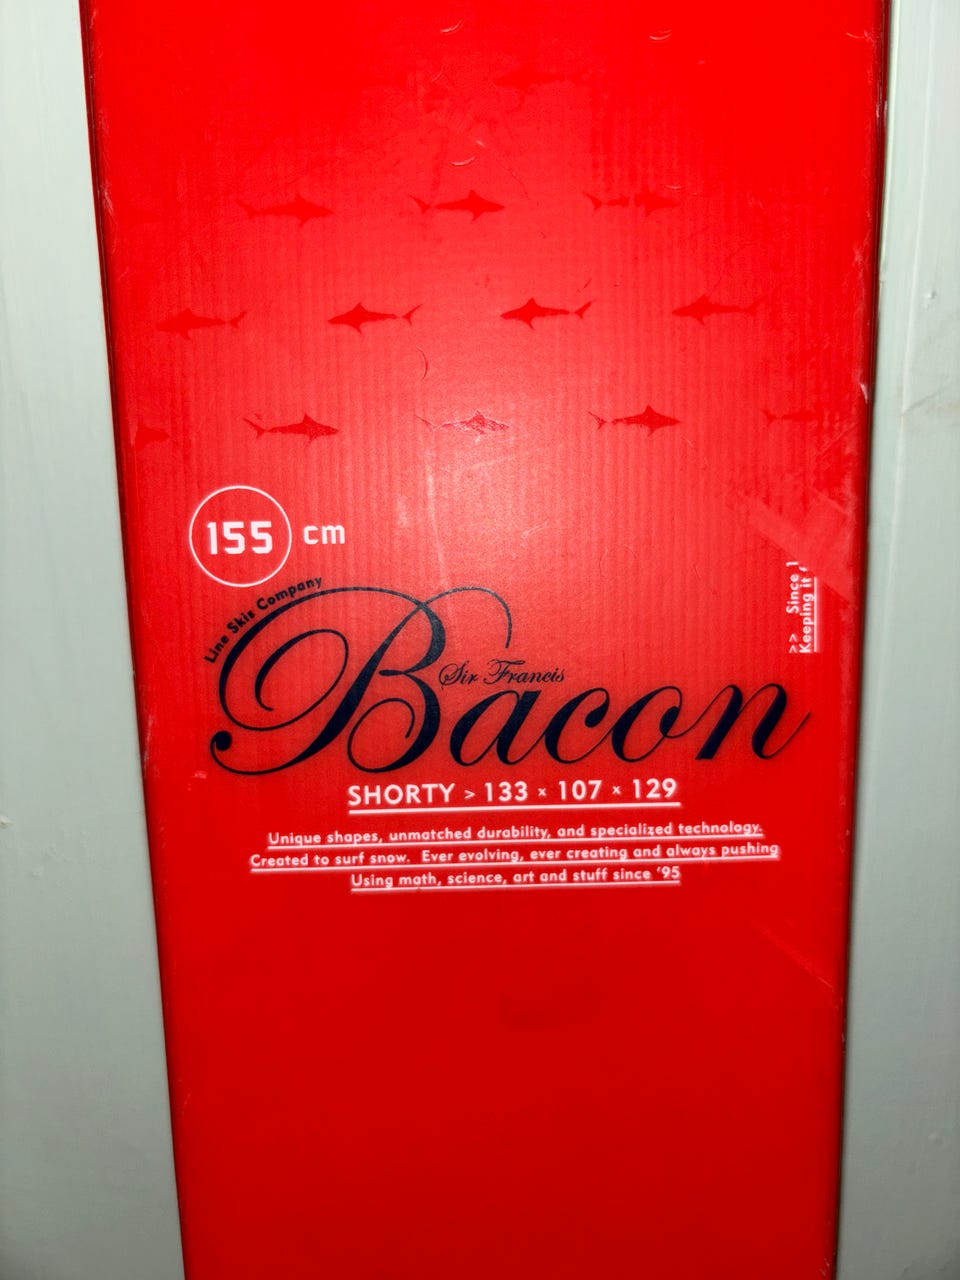 155 cm
Line Skis Company
Sir Francis
Bacon
SHORTY > 133 x 107 x 129
Unique shapes, unmatched durability, and specialized technology.
Created to surf snow. Ever evolving, ever creating and always pushing
Using math, science, art and stuff since '95
>> Since
Keeping it